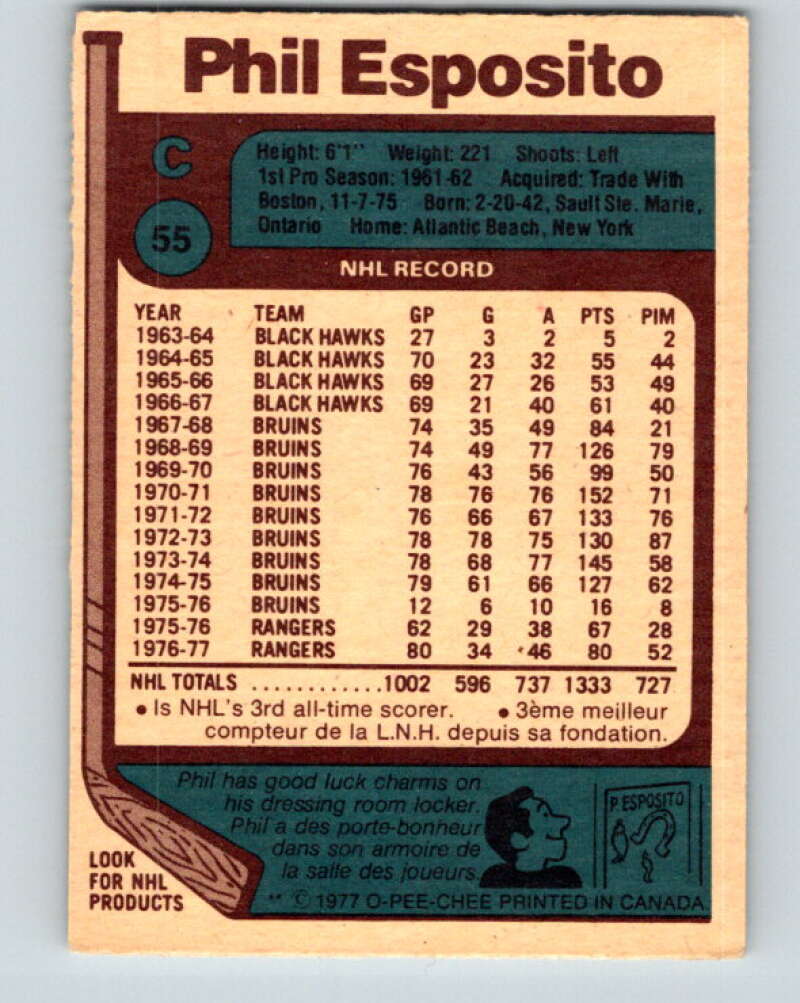 Phil Esposito
C
55
Height: 6'1" Weight: 221 Shoots: Left
1st Pro Season: 1961-62 Acquired: Trade With
Boston, 11-7-75 Born: 2-20-42, Sault Ste. Marie,
Ontario Home: Atlantic Beach, New York
NHL RECORD
YEAR TEAM GP G A PTS PIM
1963-64 BLACK HAWKS 27 3 2 5 2
1964-65 BLACK HAWKS 70 23 32 55 44
1965-66 BLACK HAWKS 69 27 26 53 49
1966-67 BLACK HAWKS 69 21 40 61 40
1967-68 BRUINS 74 35 49 84 21
1968-69 BRUINS 74 49 77 126 79
1969-70 BRUINS 76 43 56 99 50
1970-71 BRUINS 78 76 76 152 71
1971-72 BRUINS 76 66 67 133 76
1972-73 BRUINS 78 78 75 130 87
1973-74 BRUINS 78 68 77 145 58
1974-75 BRUINS 79 61 66 127 62
1975-76 BRUINS 12 6 10 16 8
1975-76 RANGERS 62 29 38 67 28
1976-77 RANGERS 80 34 46 80 52
NHL TOTALS ............1002 596 737 1333 727
• Is NHL's 3rd all-time scorer. • 3ème meilleur
compteur de la L.N.H. depuis sa fondation.
Phil has good luck charms on
his dressing room locker.
Phil a des porte-bonheur
dans son armoire de
la salle des joueurs.
P. ESPOSITO
LOOK
FOR NHL
PRODUCTS
** © 1977 O-PEE-CHEE PRINTED IN CANADA.